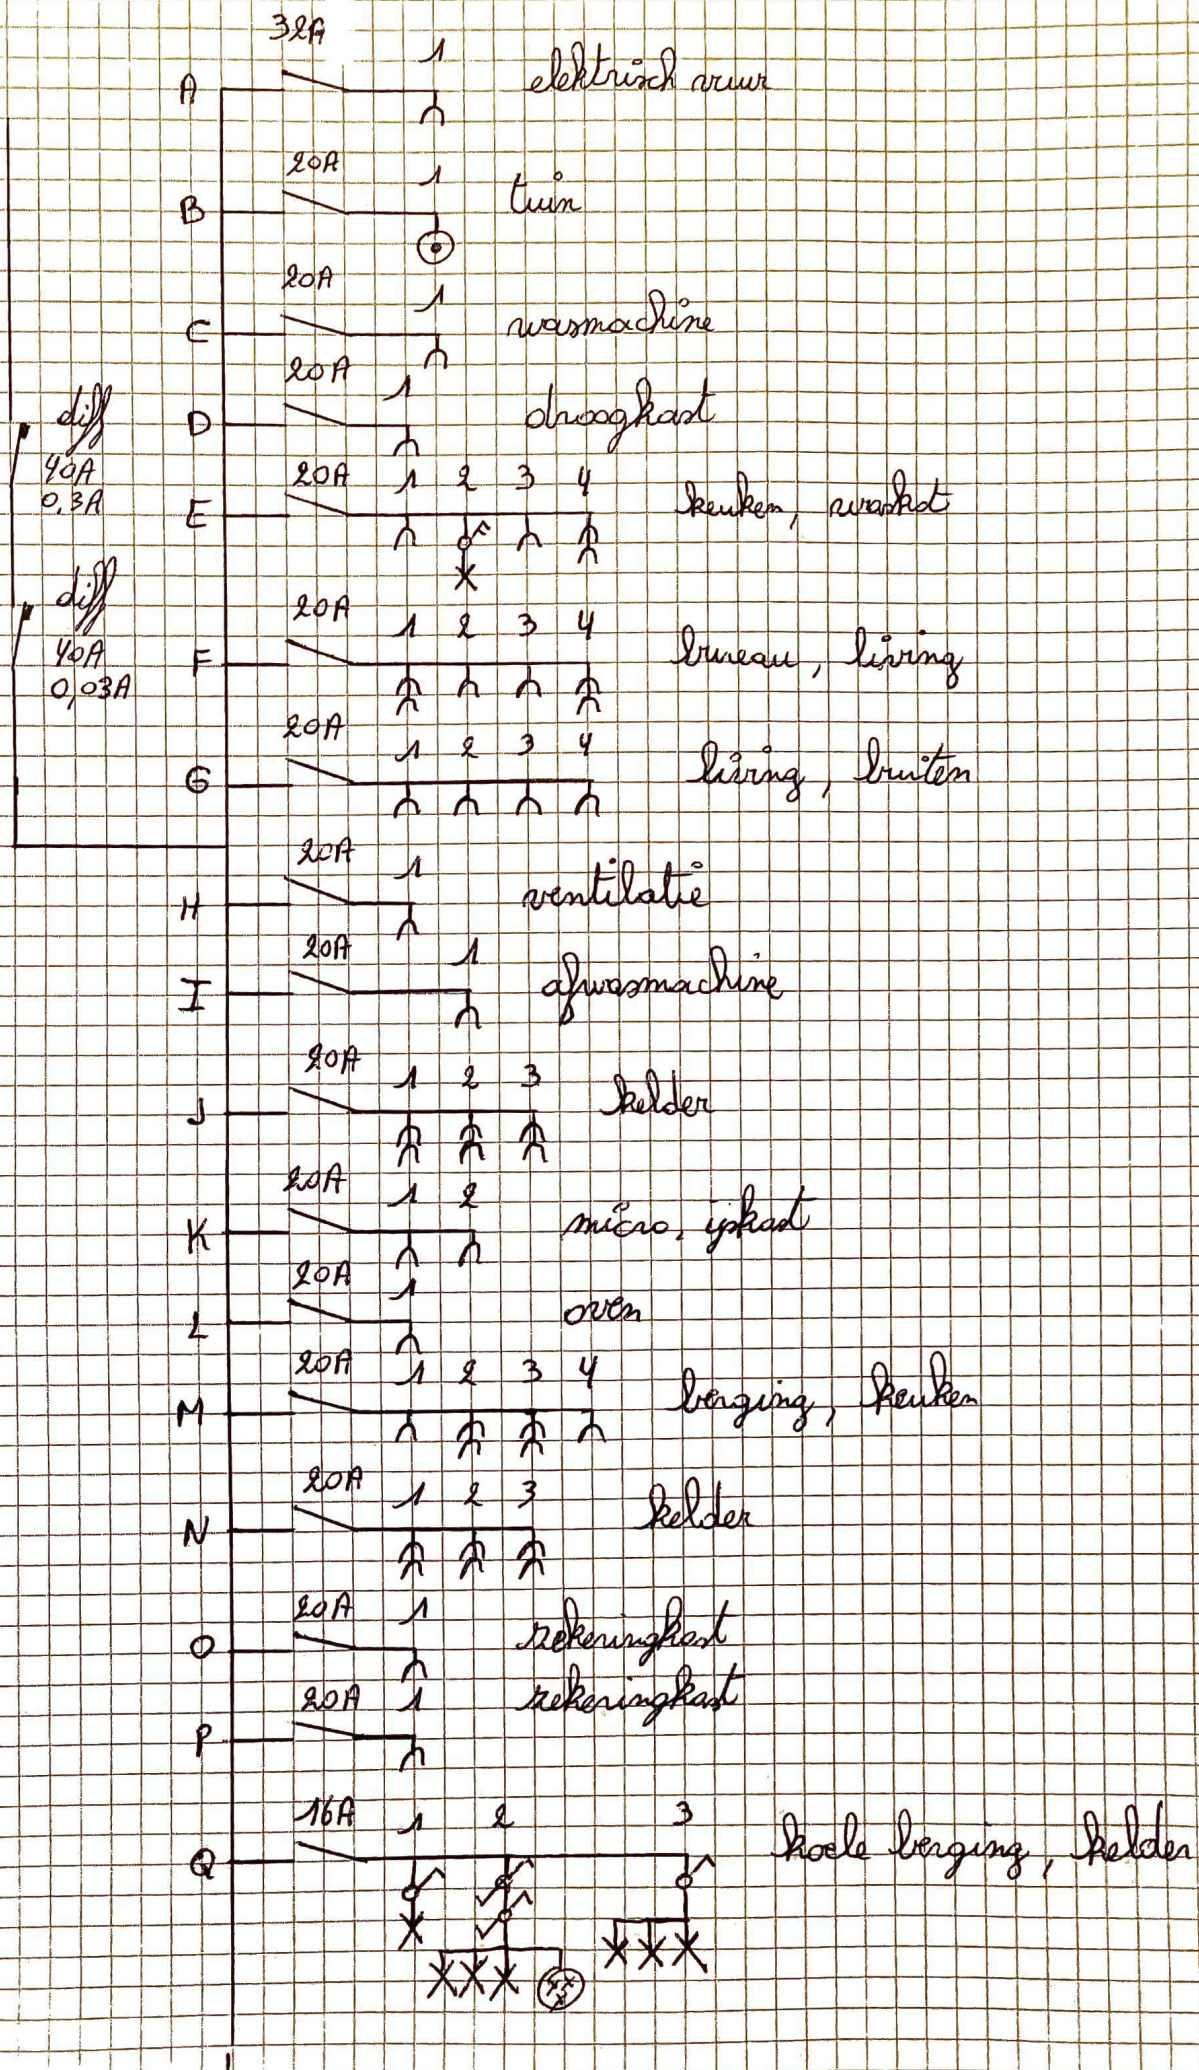 32A 1
A elektrisch vuur
20A 1
B tuin
20A 1
C wasmachine
20A 1
D droogkast
diff
40A
0,3A
20A 1 2 3 4
E keuken, waskot
diff
40A
0,03A
20A 1 2 3 4
F bureau, living
20A 1 2 3 4
G living, buiten
20A 1
H ventilatie
20A 1
I afwasmachine
20A 1 2 3
J kelder
20A 1 2
K micro, ijskast
20A 1
L oven
20A 1 2 3 4
M berging, keuken
20A 1 2 3
N kelder
20A 1
O zekeringkast
20A 1
P zekeringkast
16A 1 2 3
Q koele berging, kelder